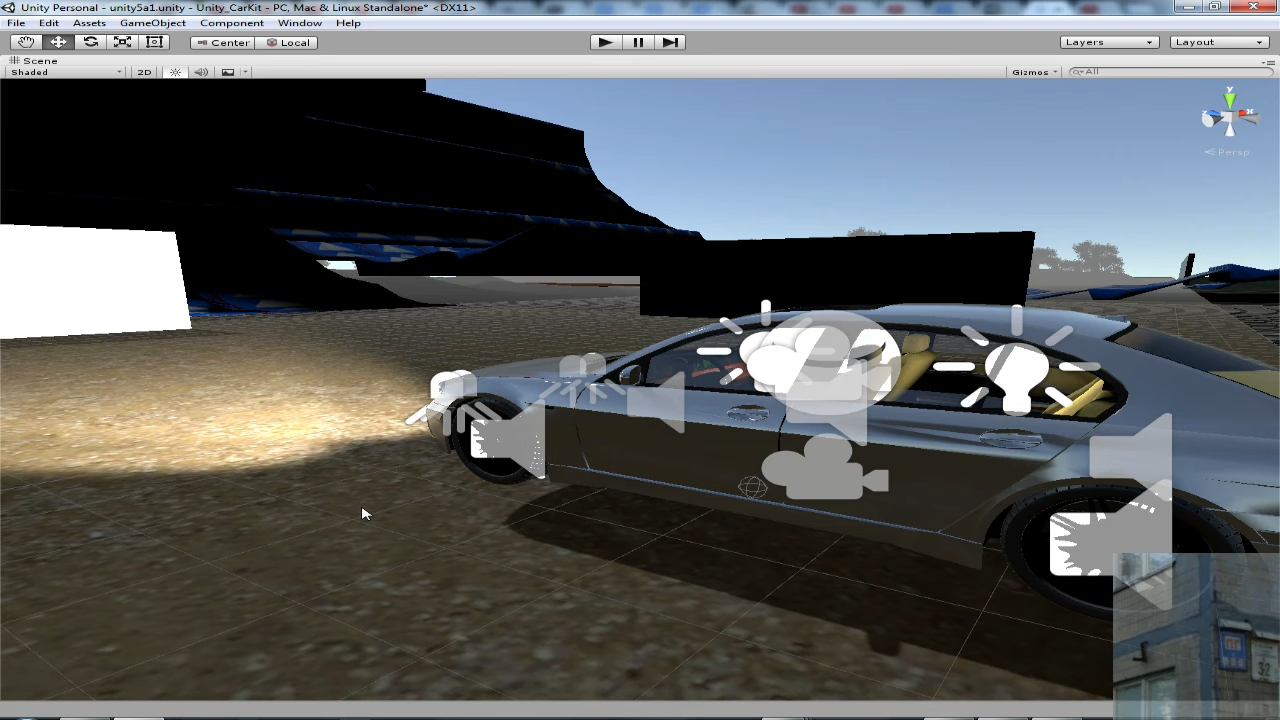 Unity Personal - unity5a1.unity - Unity_CarKit - PC, Mac & Linux Standalone* <DX11>
File Edit Assets GameObject Component Window Help
Center Local Layers Layout
Scene
Shaded 2D Gizmos All
y
x
Persp
32